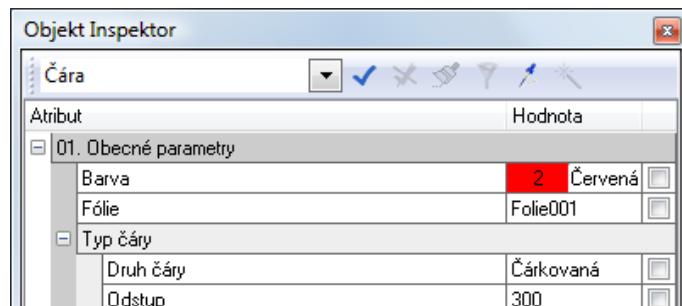 Objekt Inspektor
Čára
Atribut Hodnota
01. Obecné parametry
Barva 2 Červená
Fólie Folie001
Typ čáry
Druh čáry Čárkovaná
Odstup 300